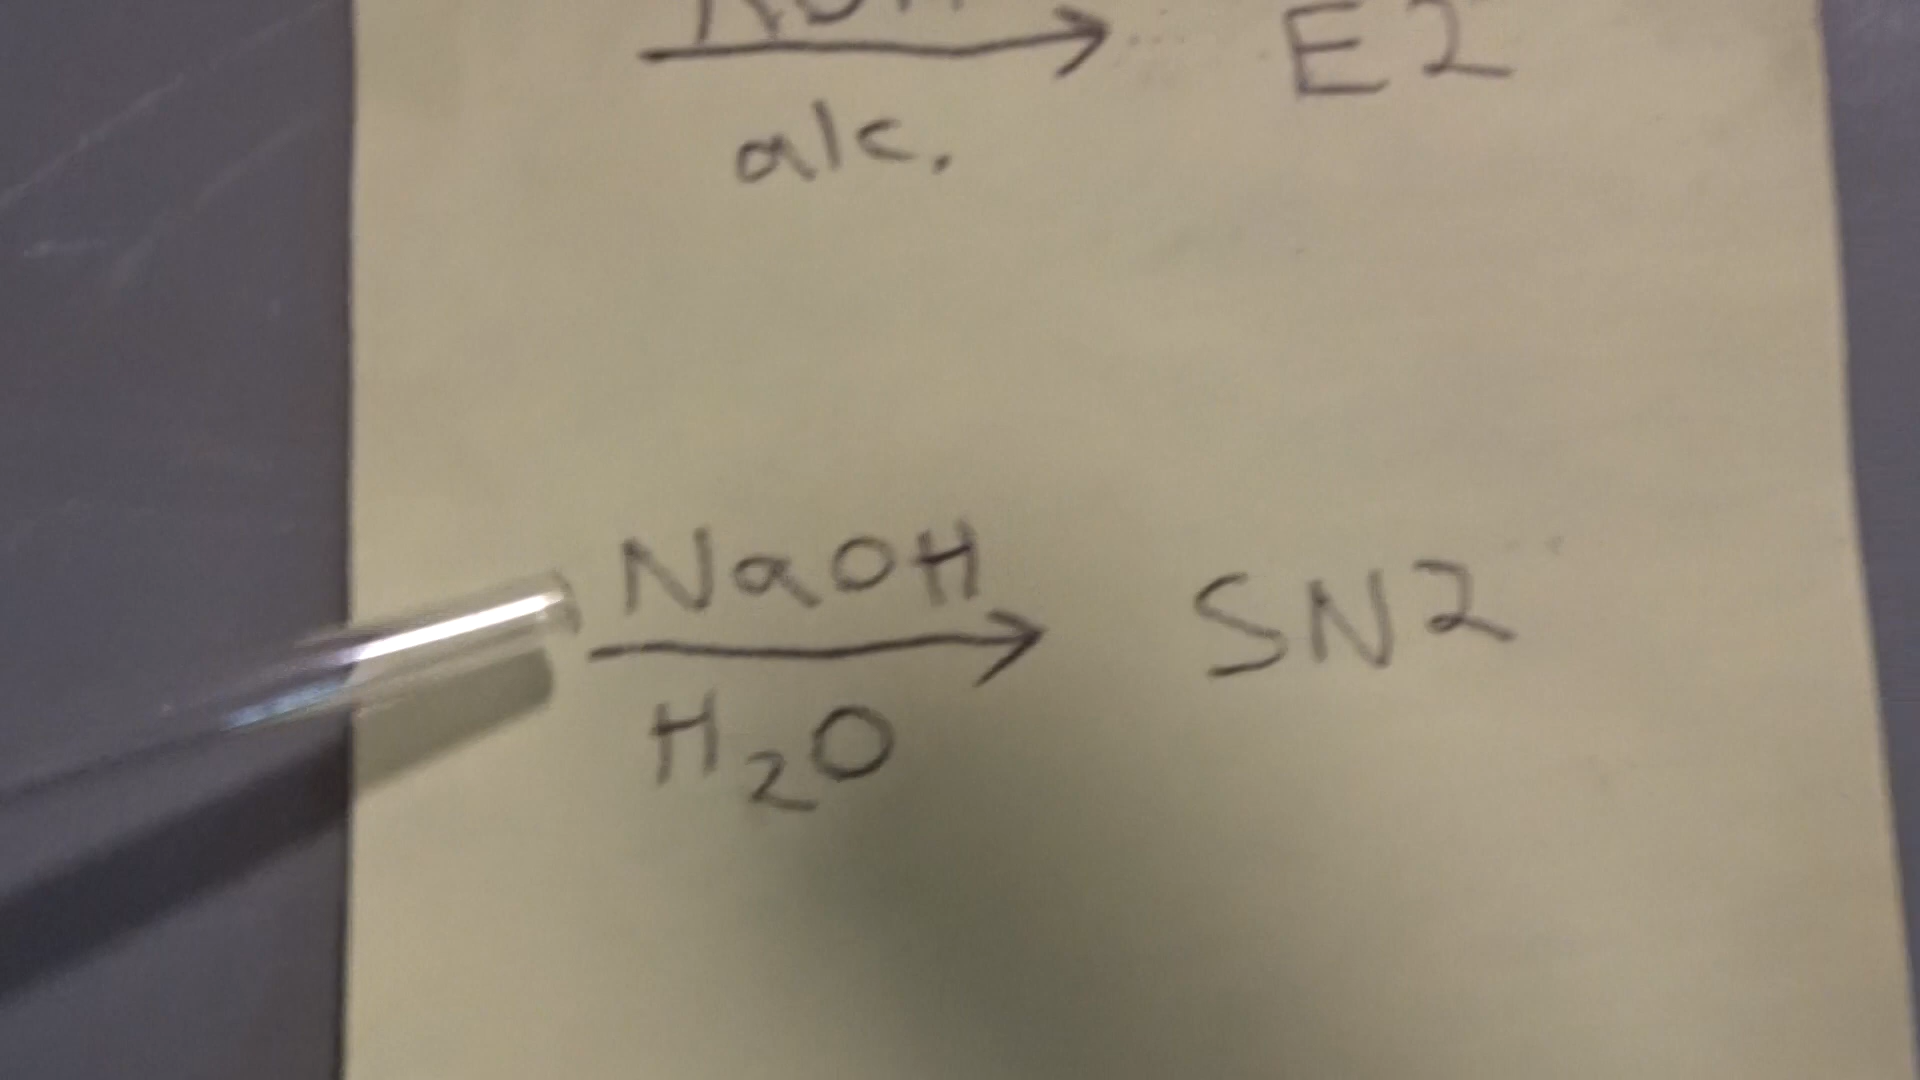 E2
alc.
NaOH
SN2
H₂O